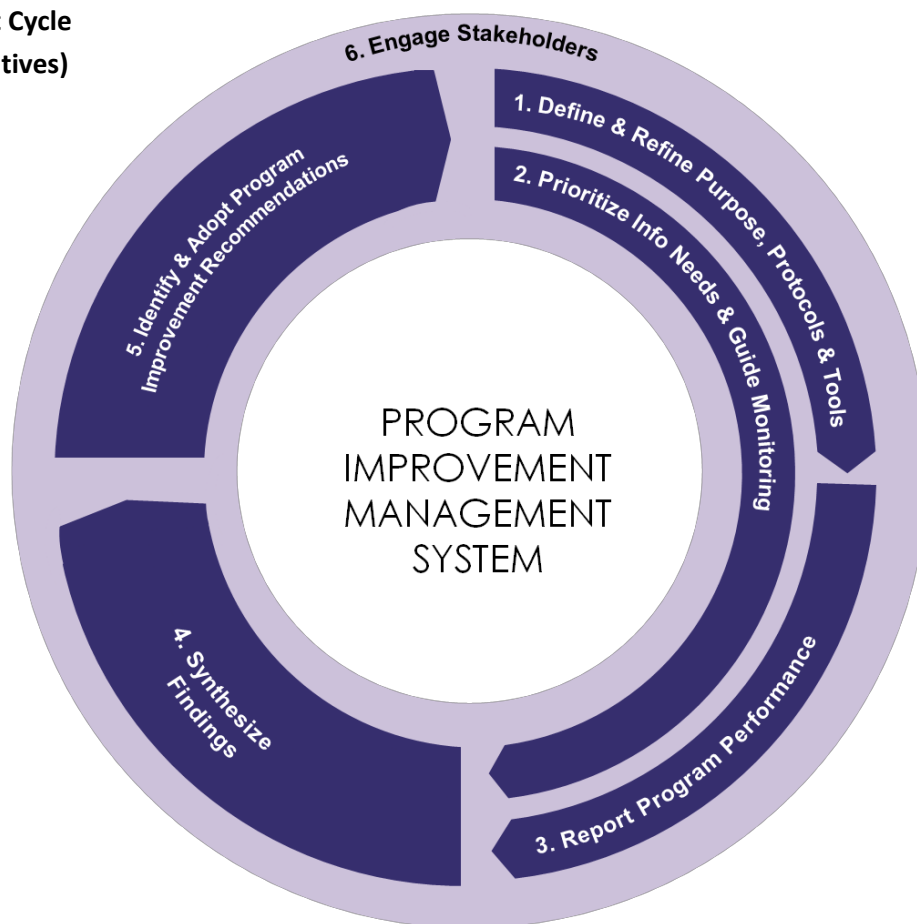 Cycle
tives)
6. Engage Stakeholders
1. Define & Refine Purpose, Protocols & Tools
2. Prioritize Info Needs & Guide Monitoring
3. Report Program Performance
4. Synthesize
Findings
5. Identify & Adopt Program
Improvement Recommendations
PROGRAM
IMPROVEMENT
MANAGEMENT
SYSTEM